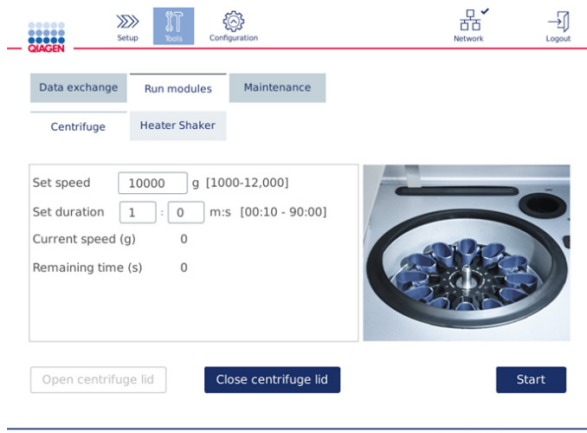 QIAGEN
Setup
Tools
Configuration
Network
Logout
Data exchange
Run modules
Maintenance
Centrifuge
Heater Shaker
Set speed 10000 g [1000-12,000]
Set duration 1 : 0 m:s [00:10 - 90:00]
Current speed (g) 0
Remaining time (s) 0
Open centrifuge lid
Close centrifuge lid
Start